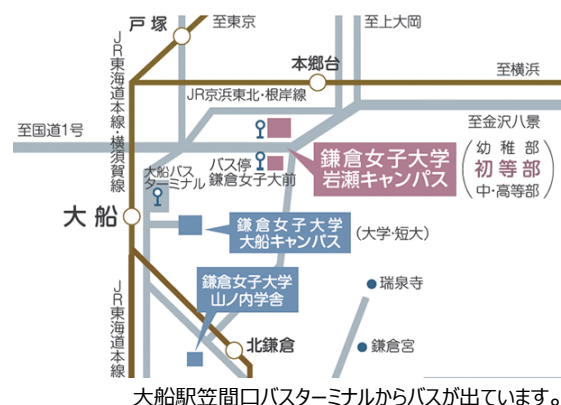 戸塚
至東京
至上大岡
本郷台
至横浜
JR京浜東北・根岸線
JR東海道本線・横須賀線
至国道1号
至金沢八景
大船バス
ターミナル
バス停
鎌倉女子大前
鎌倉女子大学
岩瀬キャンパス
幼稚部
初等部
中・高等部
大船
鎌倉女子大学
大船キャンパス
(大学・短大)
鎌倉女子大学
山ノ内学舎
瑞泉寺
JR東海道本線
北鎌倉
鎌倉宮
大船駅笠間口バスターミナルからバスが出ています。